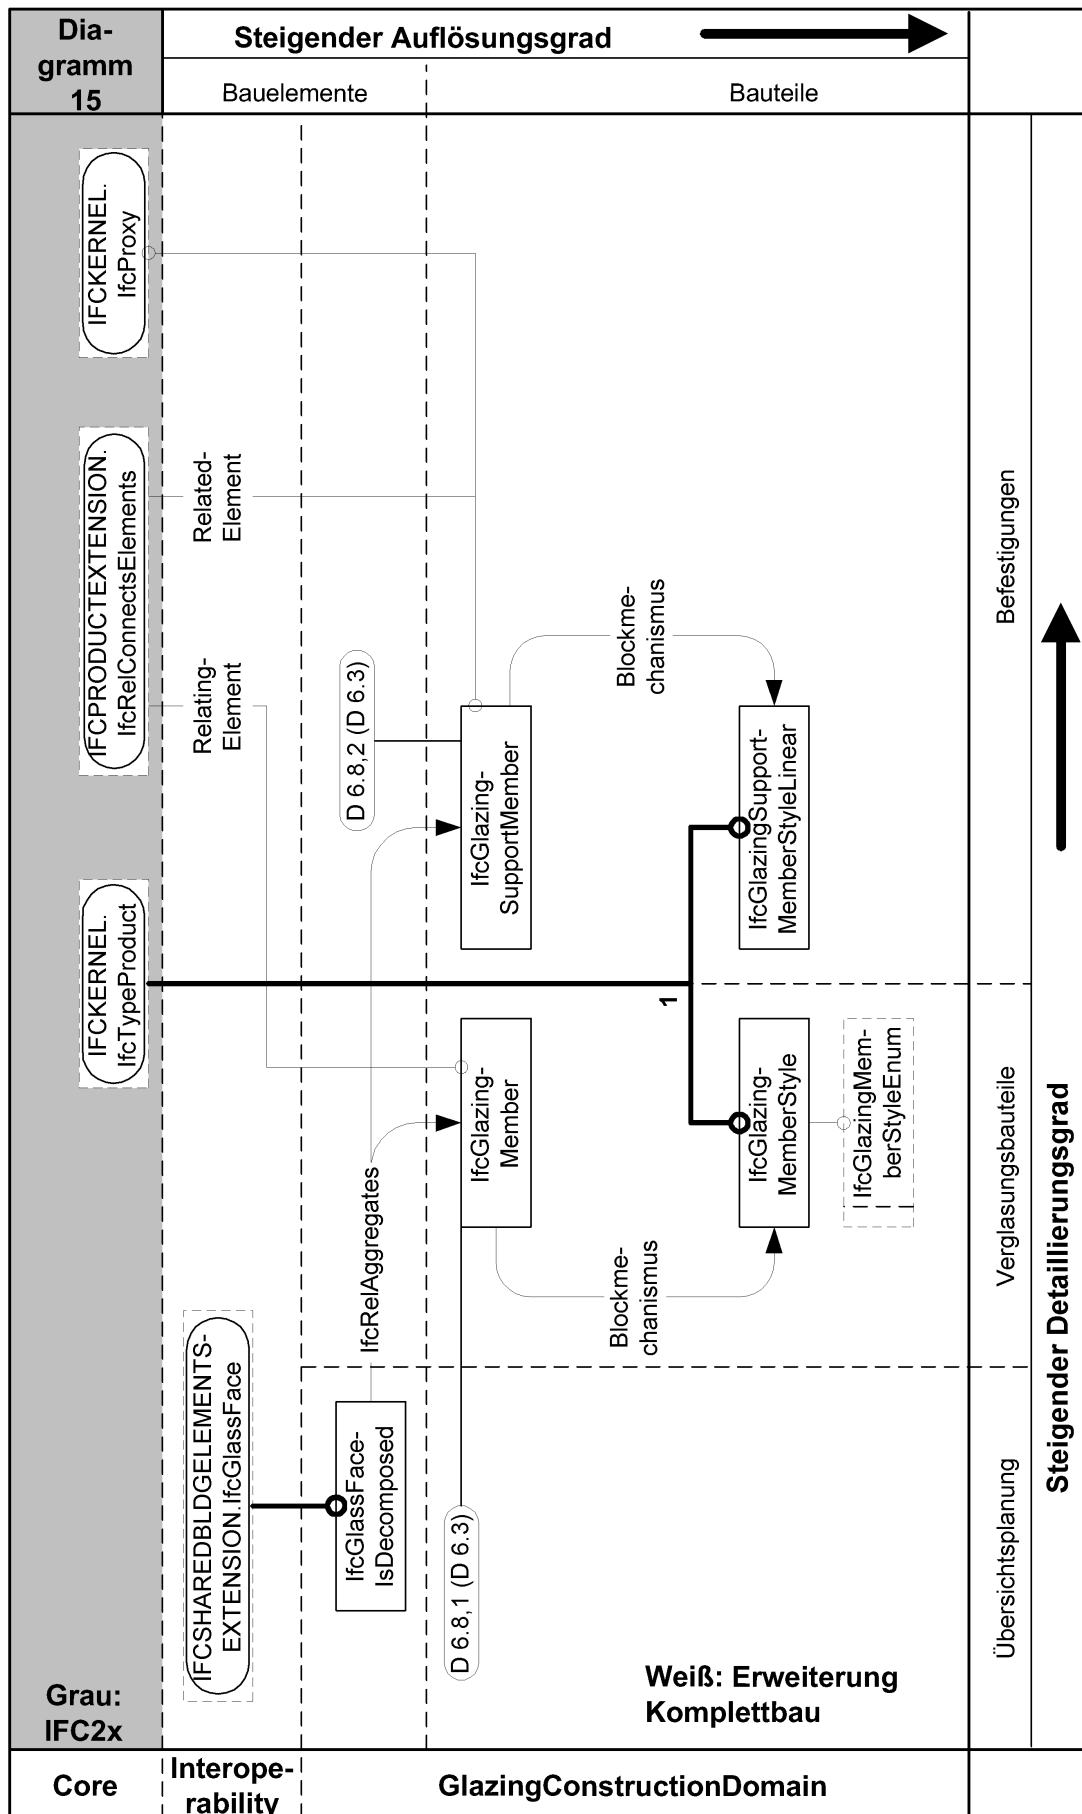 Dia-
gramm
15
Steigender Auflösungsgrad
Bauelemente
Bauteile
IFCKERNEL.
IfcProxy
IFCPRODUCTEXTENSION.
IfcRelConnectsElements
Related-
Element
Relating-
Element
IFCKERNEL.
IfcTypeProduct
D 6.8,2 (D 6.3)
IfcGlazing-
SupportMember
Blockme-
chanismus
IfcGlazingSupport-
MemberStyleLinear
1
IfcGlazing-
Member
IfcGlazing-
MemberStyle
IfcGlazingMem-
berStyleEnum
IfcRelAggregates
Blockme-
chanismus
IFCSHAREDBLDGELEMENTS-
EXTENSION.IfcGlassFace
IfcGlassFace-
IsDecomposed
D 6.8,1 (D 6.3)
Befestigungen
Verglasungsbauteile
Übersichtsplanung
Steigender Detaillierungsgrad
Grau:
IFC2x
Weiß: Erweiterung
Komplettbau
Core
Interope-
rability
GlazingConstructionDomain